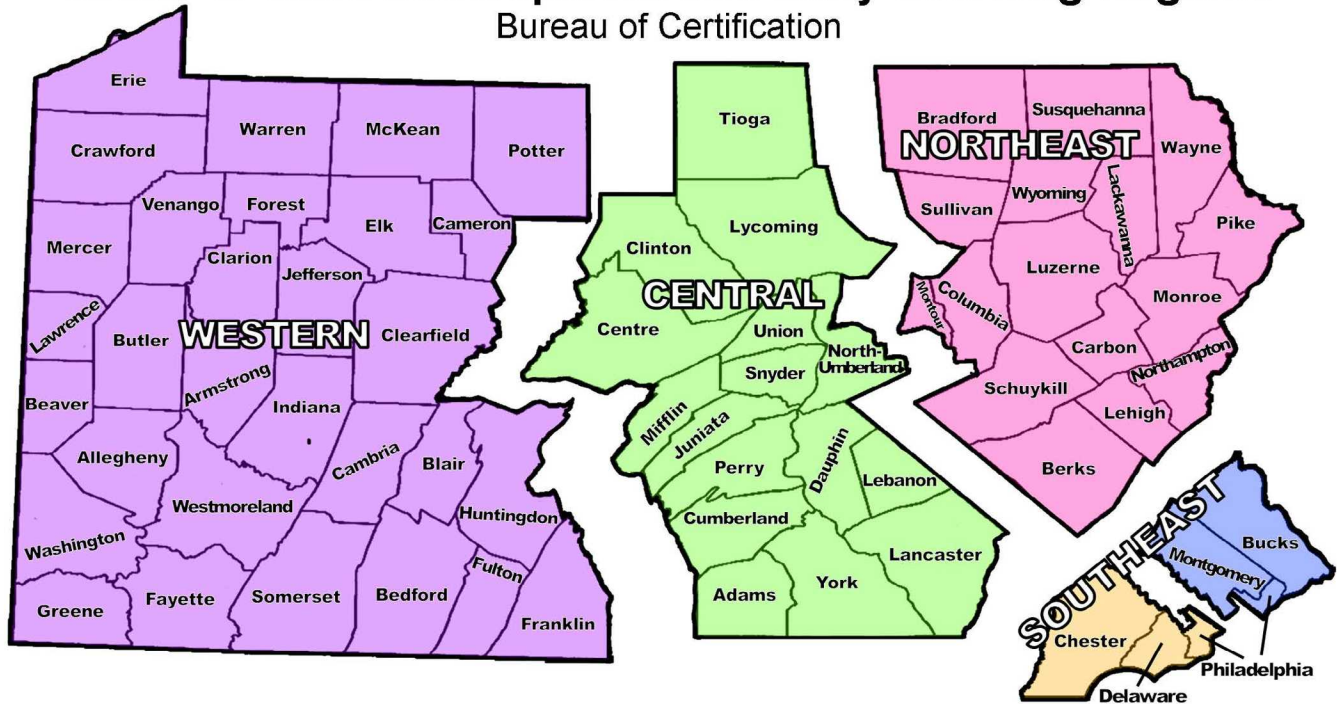 Bureau of Certification
Erie
Warren
McKean
Potter
Crawford
Venango
Forest
Elk
Cameron
Mercer
Clarion
Jefferson
Lawrence
Butler
WESTERN
Clearfield
Beaver
Armstrong
Indiana
Allegheny
Cambria
Blair
Westmoreland
Huntingdon
Washington
Fulton
Greene
Fayette
Somerset
Bedford
Franklin
Tioga
Lycoming
Clinton
CENTRAL
Centre
Union
North-
Umberland
Snyder
Mifflin
Juniata
Dauphin
Perry
Lebanon
Cumberland
Lancaster
Adams
York
Bradford
Susquehanna
NORTHEAST
Wayne
Wyoming
Lackawanna
Sullivan
Pike
Luzerne
Montour
Columbia
Monroe
Carbon
Northampton
Schuykill
Lehigh
Berks
SOUTHEAST
Bucks
Montgomery
Chester
Philadelphia
Delaware